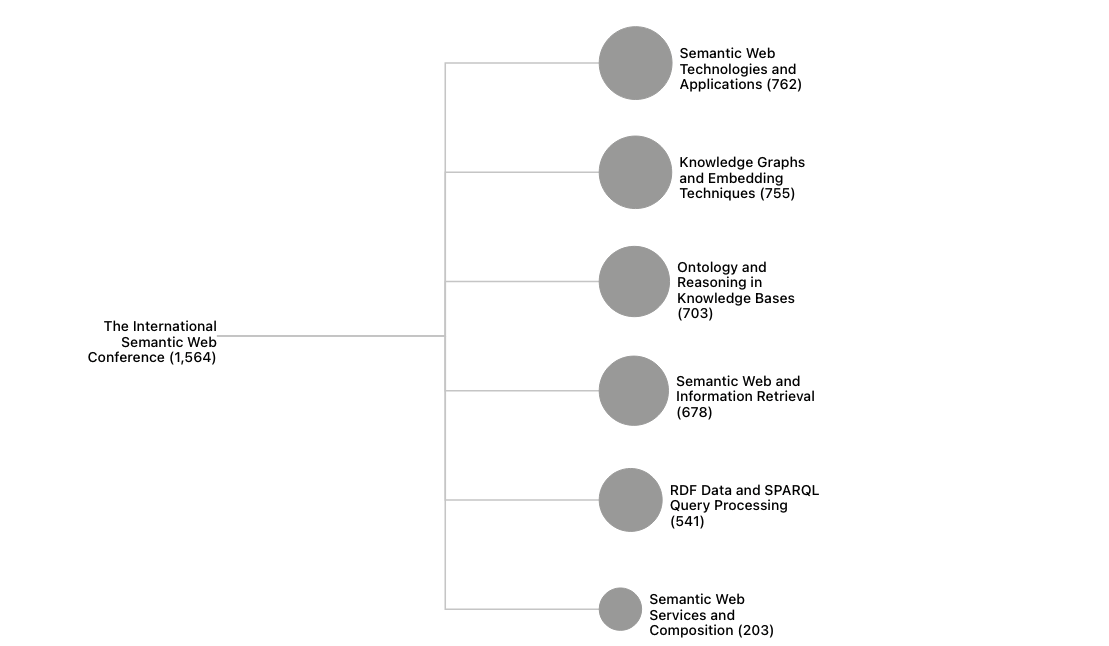 The International
Semantic Web
Conference (1,564)
Semantic Web
Technologies and
Applications (762)
Knowledge Graphs
and Embedding
Techniques (755)
Ontology and
Reasoning in
Knowledge Bases
(703)
Semantic Web and
Information Retrieval
(678)
RDF Data and SPARQL
Query Processing
(541)
Semantic Web
Services and
Composition (203)